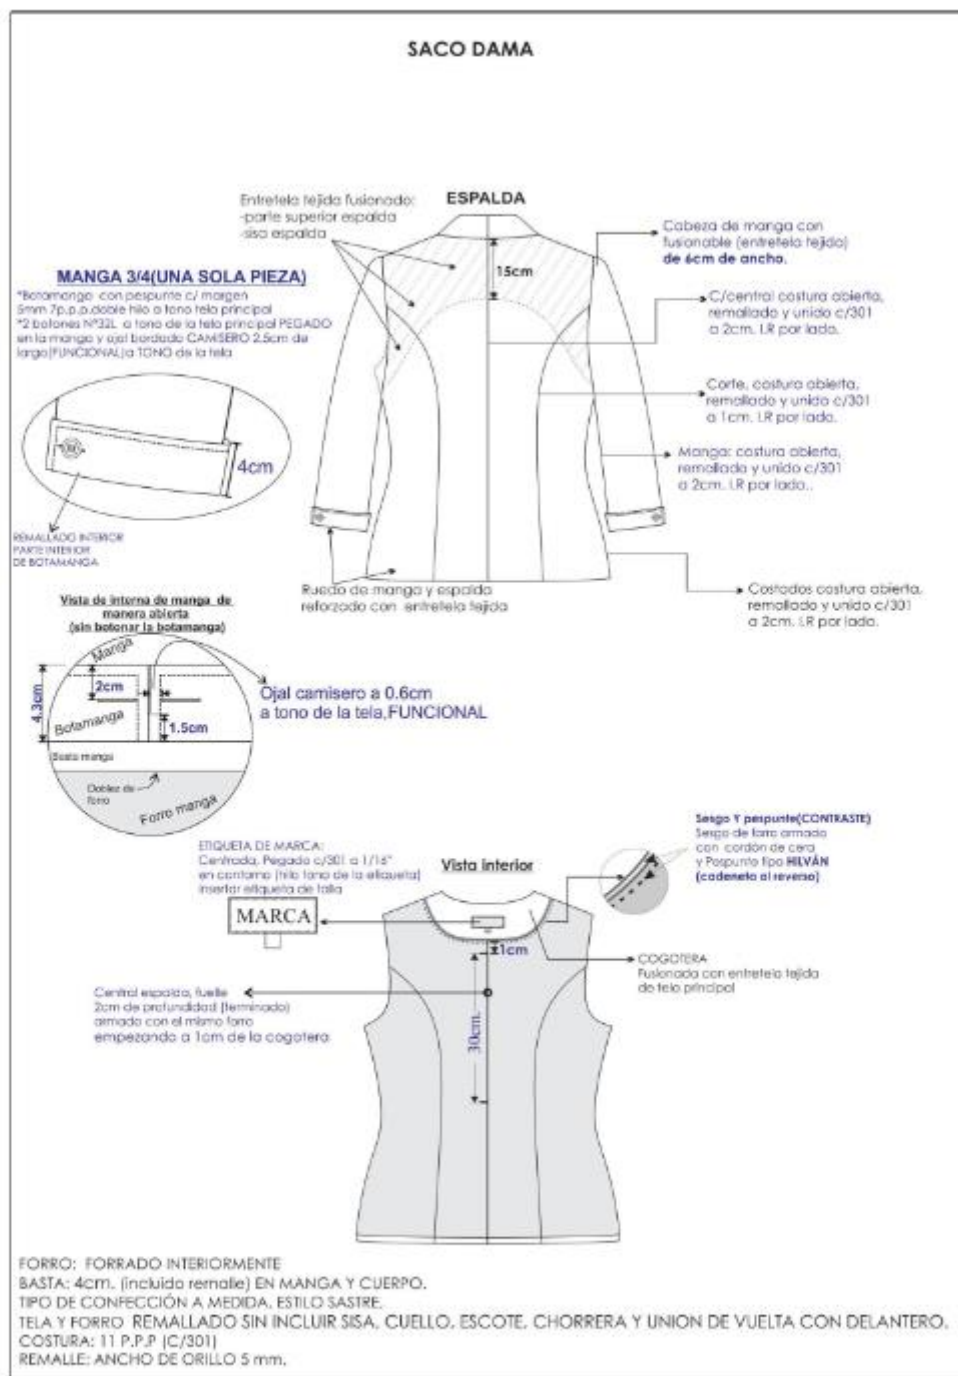 SACO DAMA
Entretela tejida fusionado:
-parte superior espalda
-sisa espalda
ESPALDA
15cm
Cabeza de manga con
fusionable (entretela tejida)
de 6cm de ancho.
C/central costura abierta,
remallado y unido c/301
a 2cm. I.R por lado.
Corte, costura abierta,
remallado y unido c/301
a 1cm. I.R por lado.
Manga: costura abierta,
remallado y unido c/301
a 2cm. I.R por lado..
Costados costura abierta,
remallado y unido c/301
a 2cm. I.R por lado.
Ruedo de manga y espalda
reforzado con entretela tejida
MANGA 3/4(UNA SOLA PIEZA)
*Botamanga con pespunte c/ margen
5mm 7p.p.p.doble hilo a tono tela principal
*2 botones N°32L a tono de la tela principal PEGADO
en la manga y ojal bordado CAMISERO 2.5cm de
largo(FUNCIONAL)a TONO de la tela
4cm
REMALLADO INTERIOR
PARTE INTERIOR
DE BOTAMANGA
Vista de interna de manga de
manera abierta
(sin botonar la botamanga)
Manga
2cm
4.3cm
Botamanga
1.5cm
Basta manga
Doblez de
forro
Forro manga
Ojal camisero a 0.6cm
a tono de la tela,FUNCIONAL
ETIQUETA DE MARCA:
Centrada, Pegado c/301 a 1/16"
en contorno (hilo tono de la etiqueta)
Insertar etiqueta de talla
MARCA
Vista interior
Sesgo Y pespunte(CONTRASTE)
Sesgo de forro armado
con cordón de cera
y Pespunte tipo HILVÁN
(cadeneta al reverso)
1cm
COGOTERA
Fusionada con entretela tejida
de tela principal
Central espalda, fuelle
2cm de profundidad (terminado)
armado con el mismo forro
empezando a 1cm de la cogotera
30cm.
FORRO: FORRADO INTERIORMENTE
BASTA: 4cm. (incluido remalle) EN MANGA Y CUERPO.
TIPO DE CONFECCIÓN A MEDIDA. ESTILO SASTRE.
TELA Y FORRO REMALLADO SIN INCLUIR SISA, CUELLO, ESCOTE, CHORRERA Y UNION DE VUELTA CON DELANTERO.
COSTURA: 11 P.P.P (C/301)
REMALLE: ANCHO DE ORILLO 5 mm.